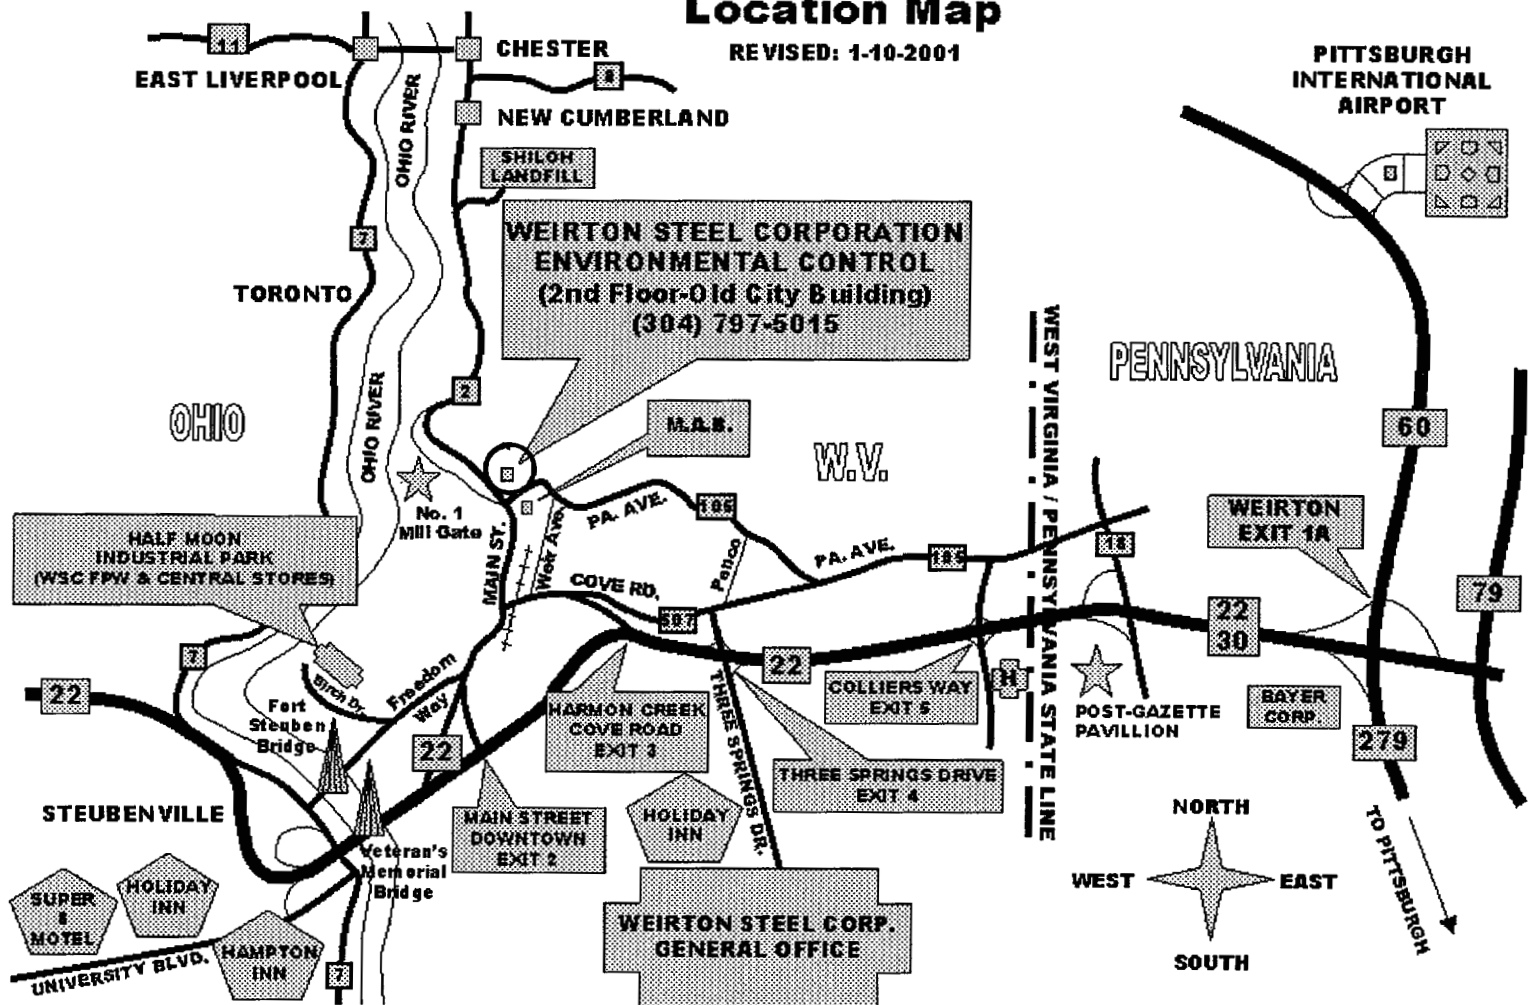 Location Map
REVISED: 1-10-2001
11
EAST LIVERPOOL
CHESTER
8
NEW CUMBERLAND
OHIO RIVER
SHILOH
LANDFILL
PITTSBURGH
INTERNATIONAL
AIRPORT
WEIRTON STEEL CORPORATION
ENVIRONMENTAL CONTROL
(2nd Floor-Old City Building)
(304) 797-5015
7
TORONTO
2
OHIO RIVER
OHIO
M.A.B.
W.V.
WEST VIRGINIA / PENNSYLVANIA STATE LINE
PENNSYLVANIA
60
No. 1
Mill Gate
MAIN ST.
Weir Ave.
PA. AVE.
105
Panco
PA. AVE.
105
18
WEIRTON
EXIT 1A
79
HALF MOON
INDUSTRIAL PARK
(WSC FPW & CENTRAL STORES)
COVE RD.
507
22
30
7
22
22
Birch Dr.
Freedom
Way
Fort
Steuben
Bridge
22
HARMON CREEK
COVE ROAD
EXIT 3
THREE SPRINGS DR.
COLLIERS WAY
EXIT 5
H
POST-GAZETTE
PAVILLION
BAYER
CORP.
279
THREE SPRINGS DRIVE
EXIT 4
STEUBENVILLE
MAIN STREET
DOWNTOWN
EXIT 2
HOLIDAY
INN
Veteran's
Memorial
Bridge
NORTH
WEST
EAST
SOUTH
TO PITTSBURGH
SUPER
8
MOTEL
HOLIDAY
INN
HAMPTON
INN
UNIVERSITY BLVD.
7
WEIRTON STEEL CORP.
GENERAL OFFICE